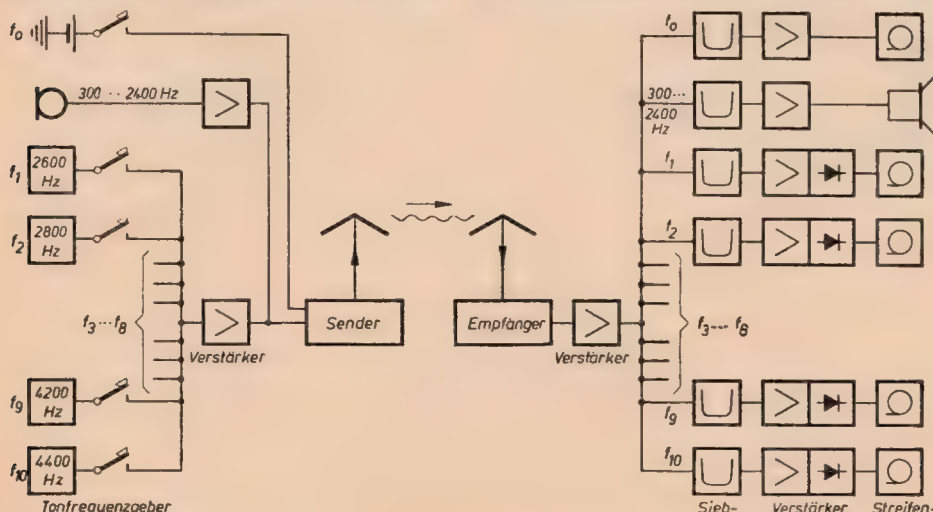 f₀
300 ·· 2400 Hz
f₁
2600
Hz
f₂
2800
Hz
f₃ ··· f₈
Verstärker
f₉
4200
Hz
f₁₀
4400
Hz
Tonfrequenzgeber
Sender
Empfänger
Verstärker
f₀
300···
2400
Hz
f₁
f₂
f₃ --- f₈
f₉
f₁₀
Sieb-
Verstärker
Streifen-